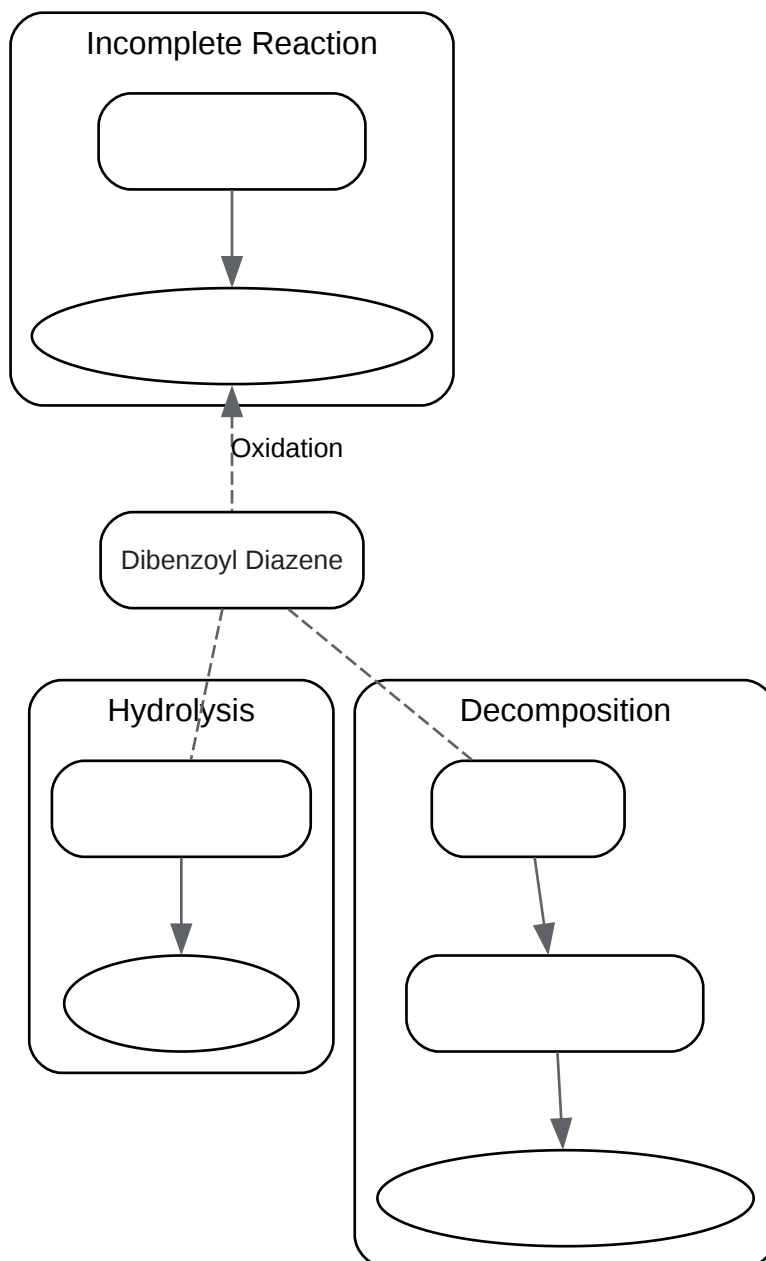 Incomplete Reaction
Oxidation
Dibenzoyl Diazene
Hydrolysis
Decomposition